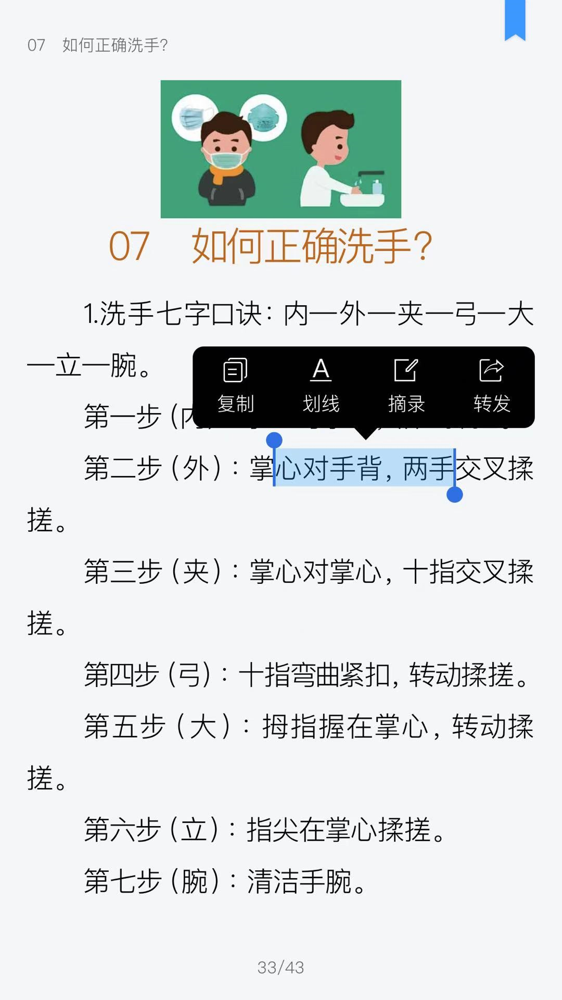 07 如何正确洗手?
07 如何正确洗手?
1.洗手七字口诀：内—外—夹—弓—大
—立—腕。
复制 划线 摘录 转发
第一步（内
第二步（外）：掌心对手背，两手交叉揉
搓。
第三步（夹）：掌心对掌心，十指交叉揉
搓。
第四步（弓）：十指弯曲紧扣，转动揉搓。
第五步（大）：拇指握在掌心，转动揉
搓。
第六步（立）：指尖在掌心揉搓。
第七步（腕）：清洁手腕。
33/43